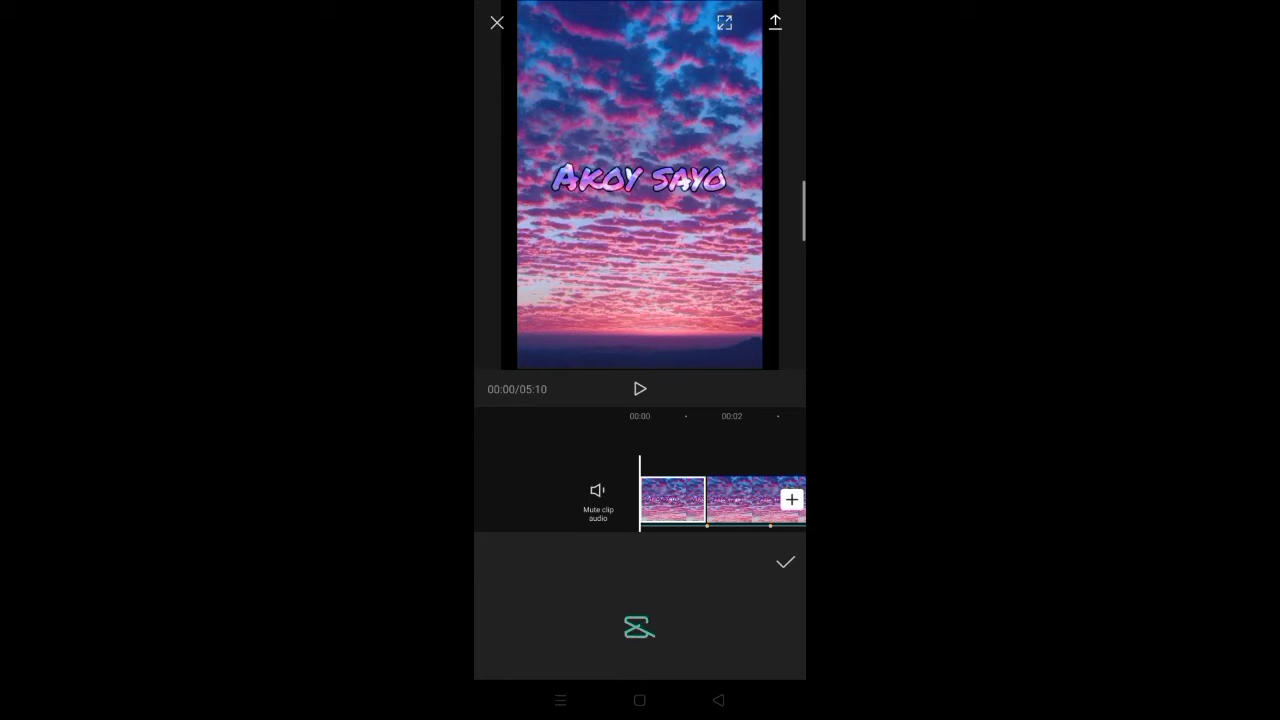 Akoy sayo
00:00/05:10
00:00
00:02
Mute clip
audio